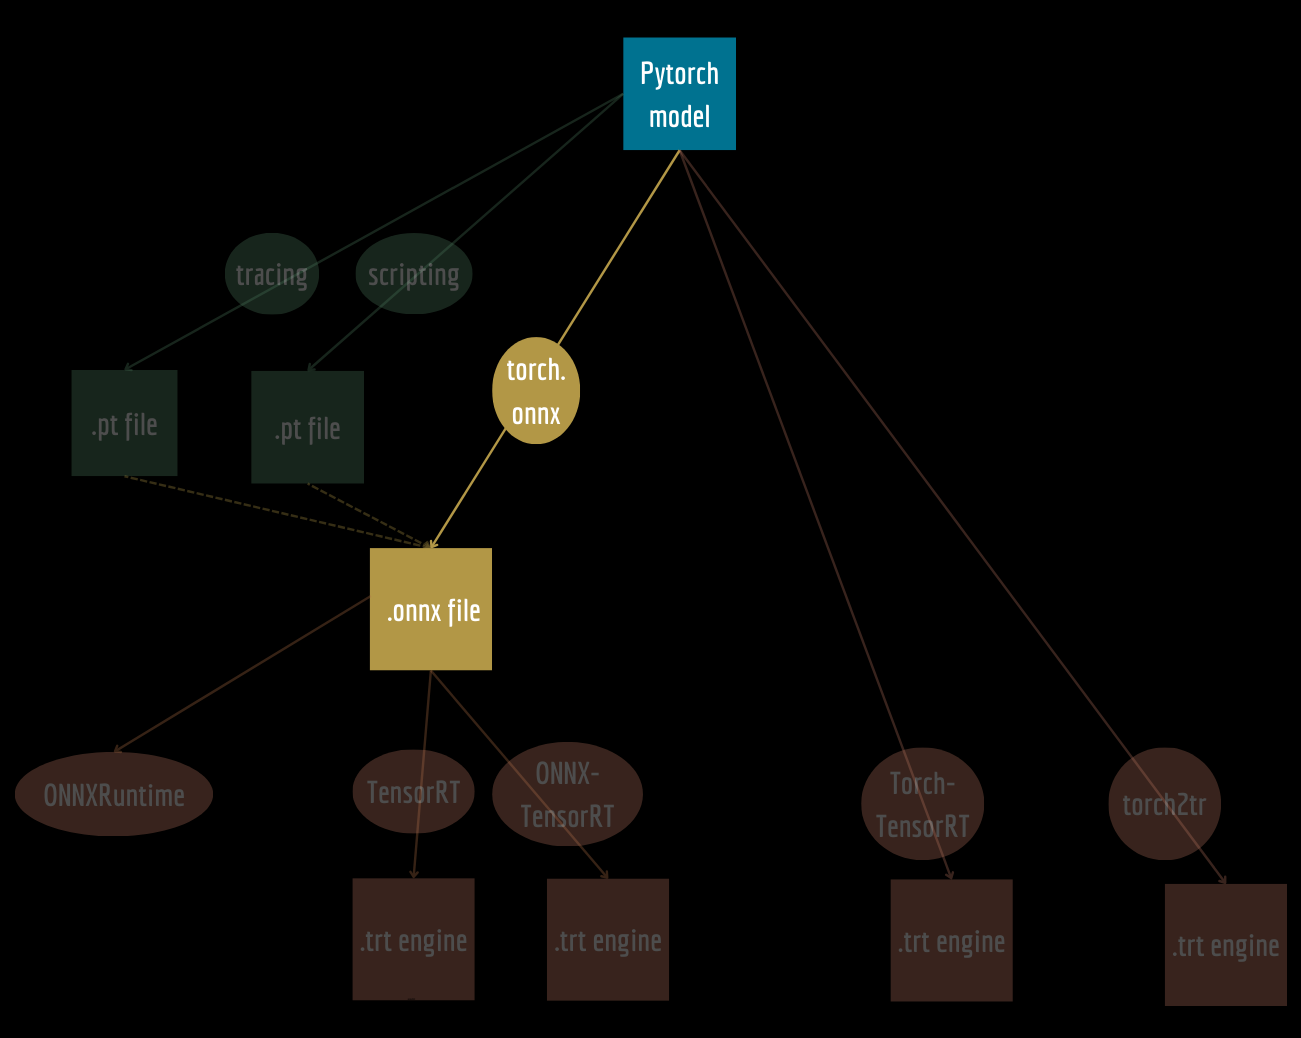 Pytorch
model
tracing
scripting
torch.
onnx
.pt file
.pt file
.onnx file
ONNXRuntime
TensorRT
ONNX-
TensorRT
Torch-
TensorRT
torch2tr
.trt engine
.trt engine
.trt engine
.trt engine